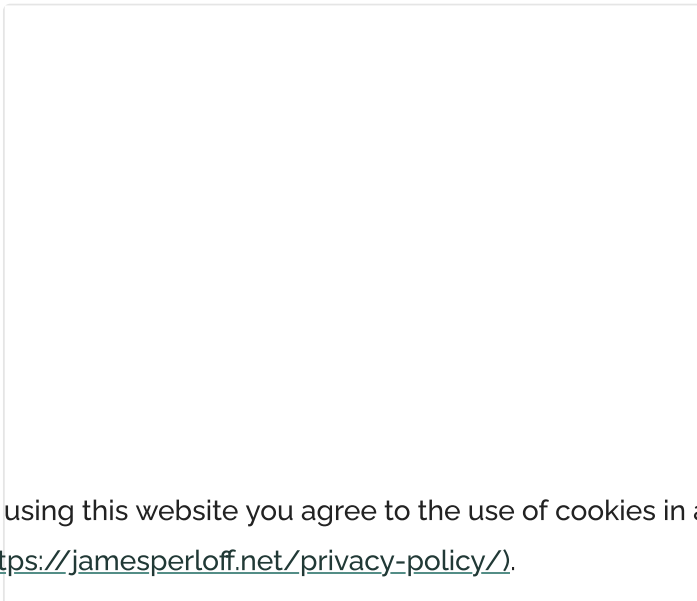 using this website you agree to the use of cookies in
tps://jamesperloff.net/privacy-policy/).